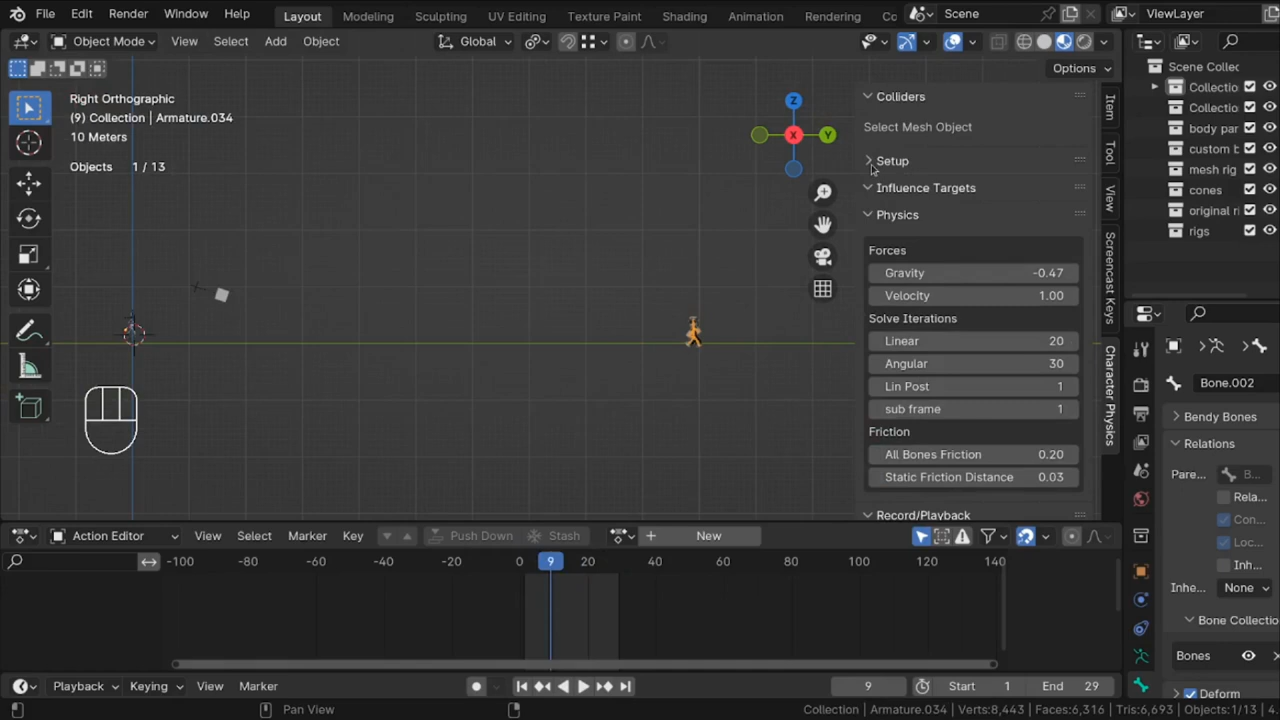 File Edit Render Window Help Layout Modeling Sculpting UV Editing Texture Paint Shading Animation Rendering Co Scene ViewLayer
Object Mode View Select Add Object Global
Options
Right Orthographic
(9) Collection | Armature.034
10 Meters
Objects 1 / 13
Z
X
Y
Colliders
Select Mesh Object
Setup
Influence Targets
Physics
Forces
Gravity -0.47
Velocity 1.00
Solve Iterations
Linear 20
Angular 30
Lin Post 1
sub frame 1
Friction
All Bones Friction 0.20
Static Friction Distance 0.03
Record/Playback
Item
Tool
View
Screencast Keys
Character Physics
Scene Collec
Collectio
Collectio
body par
custom b
mesh rig
cones
original ri
rigs
Bone.002
Bendy Bones
Relations
Pare... B...
Rela...
Con...
Loc...
Inh...
Inhe... None
Bone Collectio
Bones
Deform
Action Editor View Select Marker Key Push Down Stash New
-100 -80 -60 -40 -20 0 9 20 40 60 80 100 120 140
Playback Keying View Marker 9 Start 1 End 29
Pan View
Collection | Armature.034 | Verts:8,443 | Faces:6,316 | Tris:6,693 | Objects:1/13 | 4.